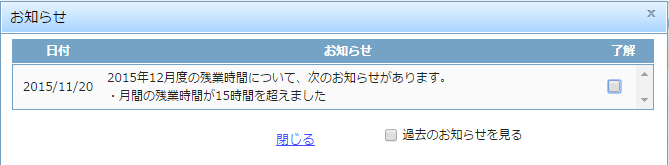 お知らせ
日付 お知らせ 了解
2015/11/20 2015年12月度の残業時間について、次のお知らせがあります。
・月間の残業時間が15時間を超えました
閉じる 過去のお知らせを見る